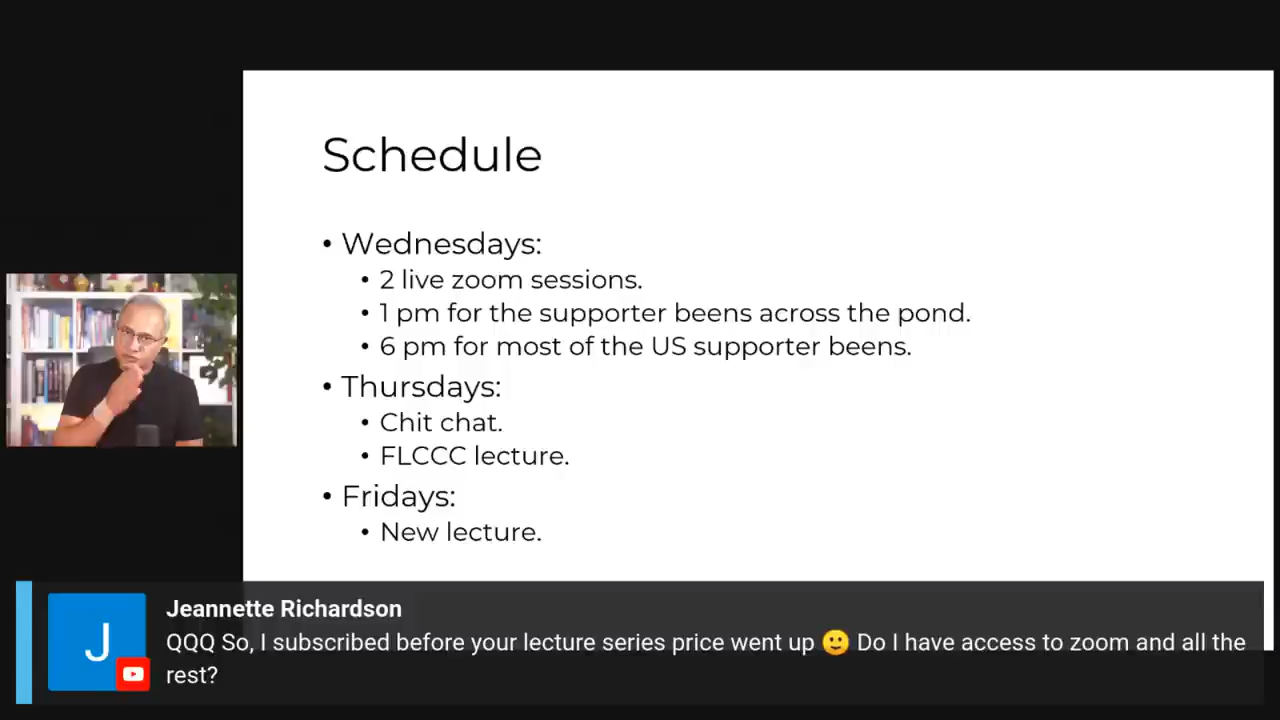 Schedule
• Wednesdays:
• 2 live zoom sessions.
• 1 pm for the supporter beens across the pond.
• 6 pm for most of the US supporter beens.
• Thursdays:
• Chit chat.
• FLCCC lecture.
• Fridays:
• New lecture.
J
Jeannette Richardson
QQQ So, I subscribed before your lecture series price went up 🙂 Do I have access to zoom and all the
rest?